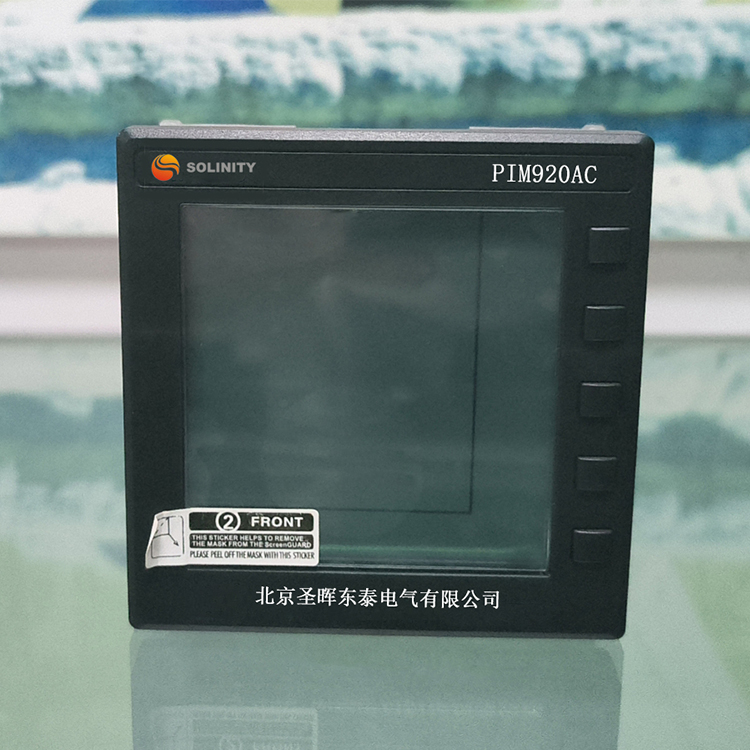 SOLINITY
PIM920AC
2 FRONT
THIS STICKER HELPS TO REMOVE
THE MASK FROM THE ScreenGUARD
PLEASE PEEL OFF THE MASK WITH THIS STICKER
北京圣晖东泰电气有限公司